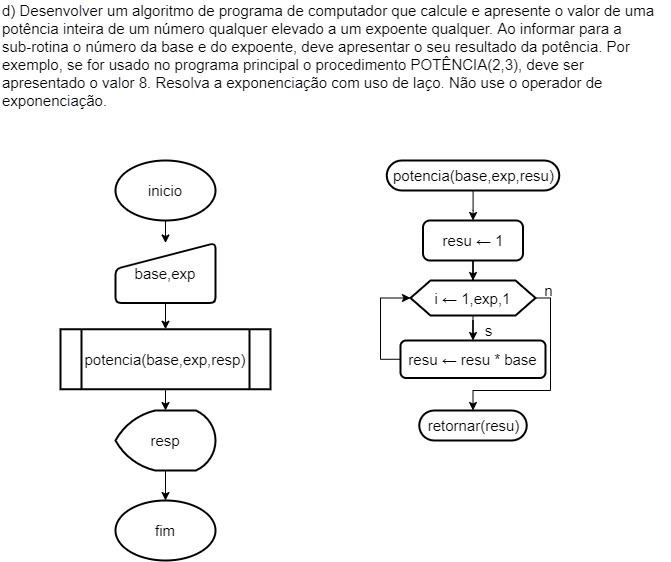 d) Desenvolver um algoritmo de programa de computador que calcule e apresente o valor de uma
potência inteira de um número qualquer elevado a um expoente qualquer. Ao informar para a
sub-rotina o número da base e do expoente, deve apresentar o seu resultado da potência. Por
exemplo, se for usado no programa principal o procedimento POTÊNCIA(2,3), deve ser
apresentado o valor 8. Resolva a exponenciação com uso de laço. Não use o operador de
exponenciação.
inicio
base,exp
potencia(base,exp,resp)
resp
fim
potencia(base,exp,resu)
resu ← 1
i ← 1,exp,1
n
s
resu ← resu * base
retornar(resu)